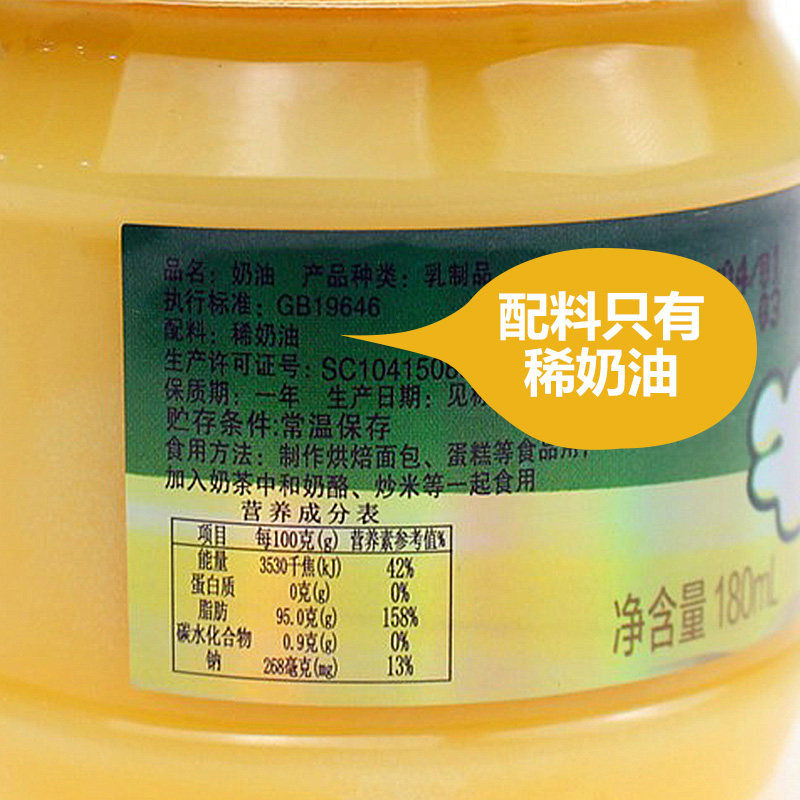 品名：奶油 产品种类：乳制品
执行标准：GB19646
配料：稀奶油
生产许可证号：SC1041508
保质期：一年 生产日期：见标
贮存条件:常温保存
食用方法：制作烘焙面包、蛋糕等食品用，
加入奶茶中和奶酪、炒米等一起食用
营养成分表
项目 每100克(g) 营养素参考值%
能量 3530千焦(kJ) 42%
蛋白质 0克(g) 0%
脂肪 95.0克(g) 158%
碳水化合物 0.9克(g) 0%
钠 268毫克(mg) 13%
配料只有
稀奶油
04/01
03
净含量 180mL